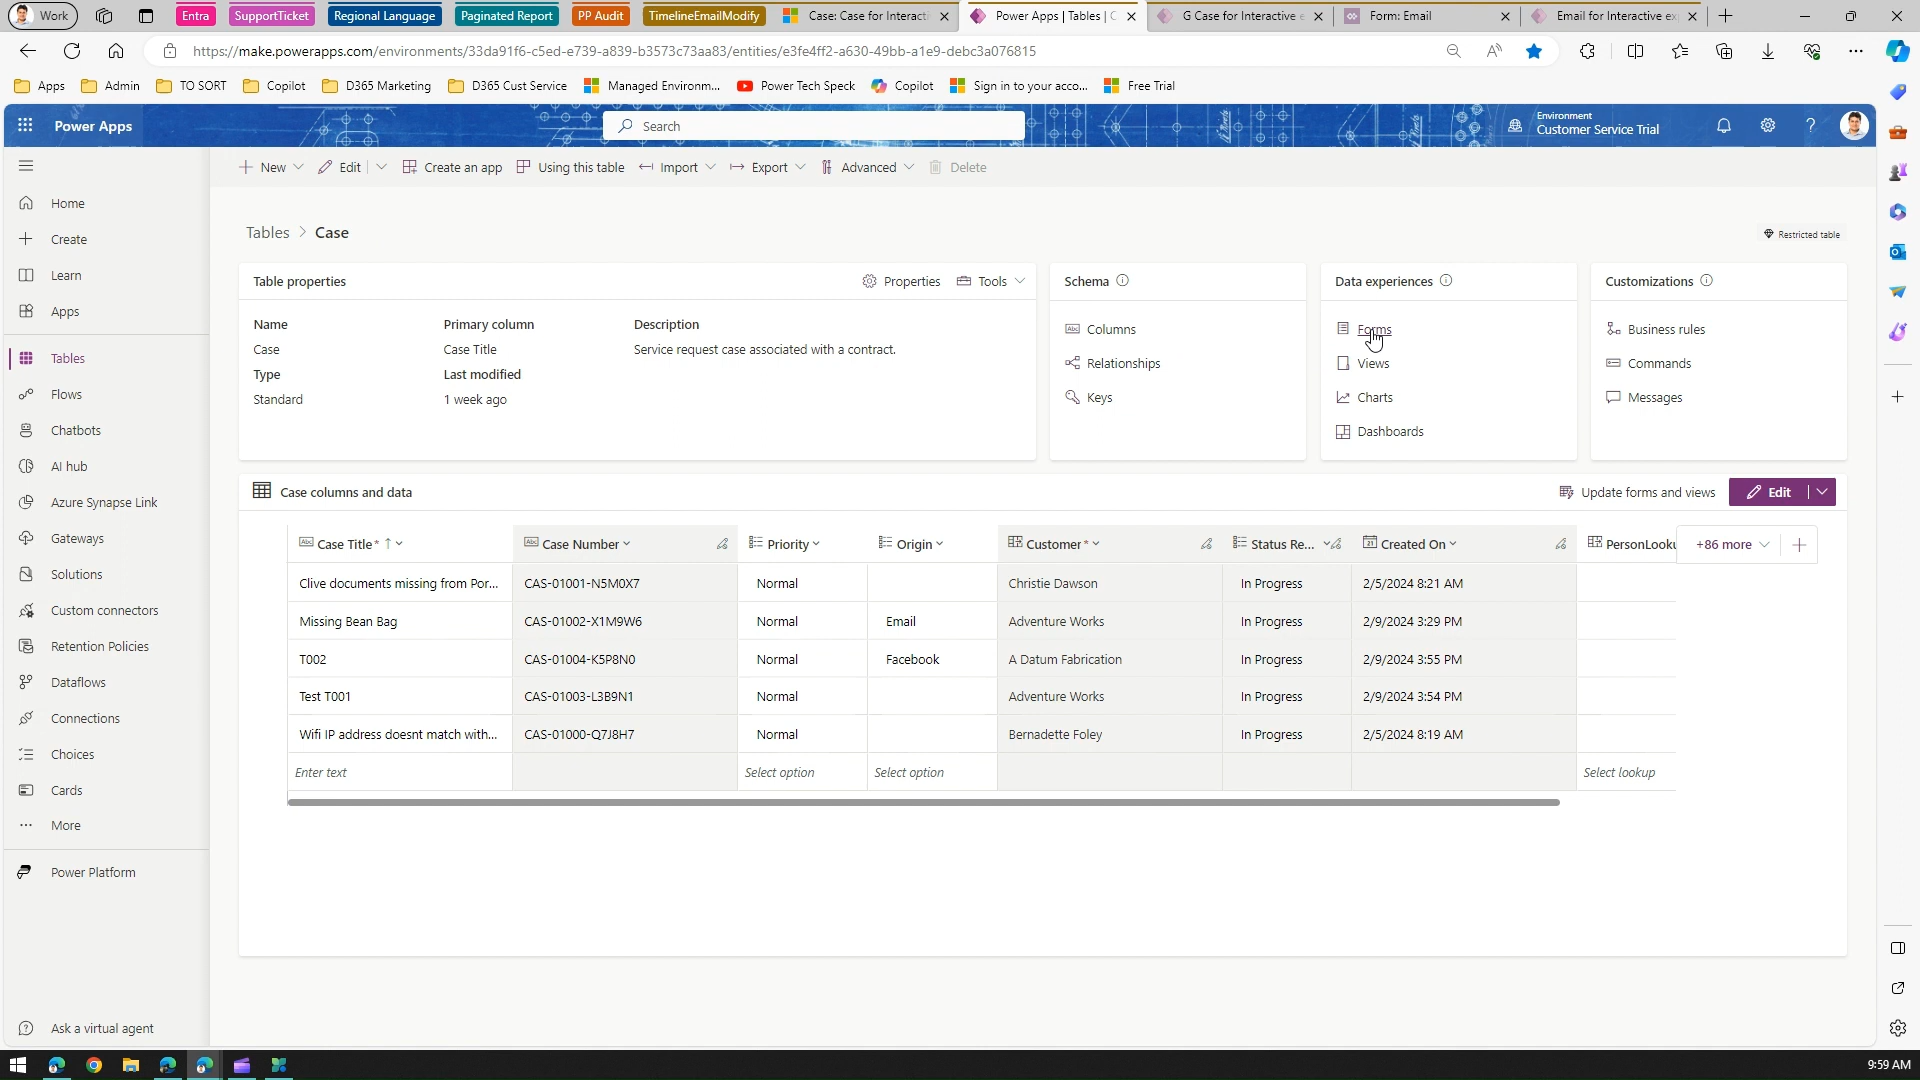 Work
Entra
SupportTicket
Regional Language
Paginated Report
PP Audit
TimelineEmailModify
Case: Case for Interacti
Power Apps | Tables | C
G Case for Interactive e
Form: Email
Email for Interactive exp
https://make.powerapps.com/environments/33da91f6-c5ed-e739-a839-b3573c73aa83/entities/e3fe4ff2-a630-49bb-a1e9-debc3a076815
Apps
Admin
TO SORT
Copilot
D365 Marketing
D365 Cust Service
Managed Environm...
Power Tech Speck
Copilot
Sign in to your acco...
Free Trial
Power Apps
Search
Environment
Customer Service Trial
New
Edit
Create an app
Using this table
Import
Export
Advanced
Delete
Home
Create
Learn
Apps
Tables
Flows
Chatbots
AI hub
Azure Synapse Link
Gateways
Solutions
Custom connectors
Retention Policies
Dataflows
Connections
Choices
Cards
More
Power Platform
Ask a virtual agent
Tables > Case
Restricted table
Table properties
Properties
Tools
Name
Primary column
Description
Case
Case Title
Service request case associated with a contract.
Type
Last modified
Standard
1 week ago
Schema
Columns
Relationships
Keys
Data experiences
Forms
Views
Charts
Dashboards
Customizations
Business rules
Commands
Messages
Case columns and data
Update forms and views
Edit
Case Title *
Case Number
Priority
Origin
Customer *
Status Re...
Created On
PersonLooku
+86 more
Clive documents missing from Por...
CAS-01001-N5M0X7
Normal
Christie Dawson
In Progress
2/5/2024 8:21 AM
Missing Bean Bag
CAS-01002-X1M9W6
Normal
Email
Adventure Works
In Progress
2/9/2024 3:29 PM
T002
CAS-01004-K5P8N0
Normal
Facebook
A Datum Fabrication
In Progress
2/9/2024 3:55 PM
Test T001
CAS-01003-L3B9N1
Normal
Adventure Works
In Progress
2/9/2024 3:54 PM
Wifi IP address doesnt match with...
CAS-01000-Q7J8H7
Normal
Bernadette Foley
In Progress
2/5/2024 8:19 AM
Enter text
Select option
Select option
Select lookup
9:59 AM